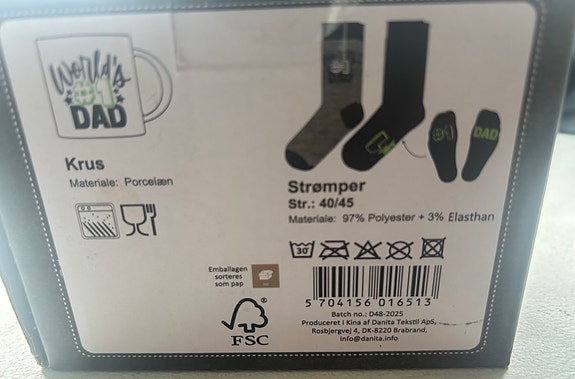 World's
#1
DAD
Krus
Materiale: Porcelæn
#1
#1
DAD
Strømper
Str.: 40/45
Materiale: 97% Polyester + 3% Elasthan
30°
Emballagen
sorteres
som pap
FSC
5 704156 016513
Batch no.: D48-2025
Produceret i Kina af Danita Tekstil ApS,
Rosbjergvej 4, DK-8220 Brabrand,
info@danita.info